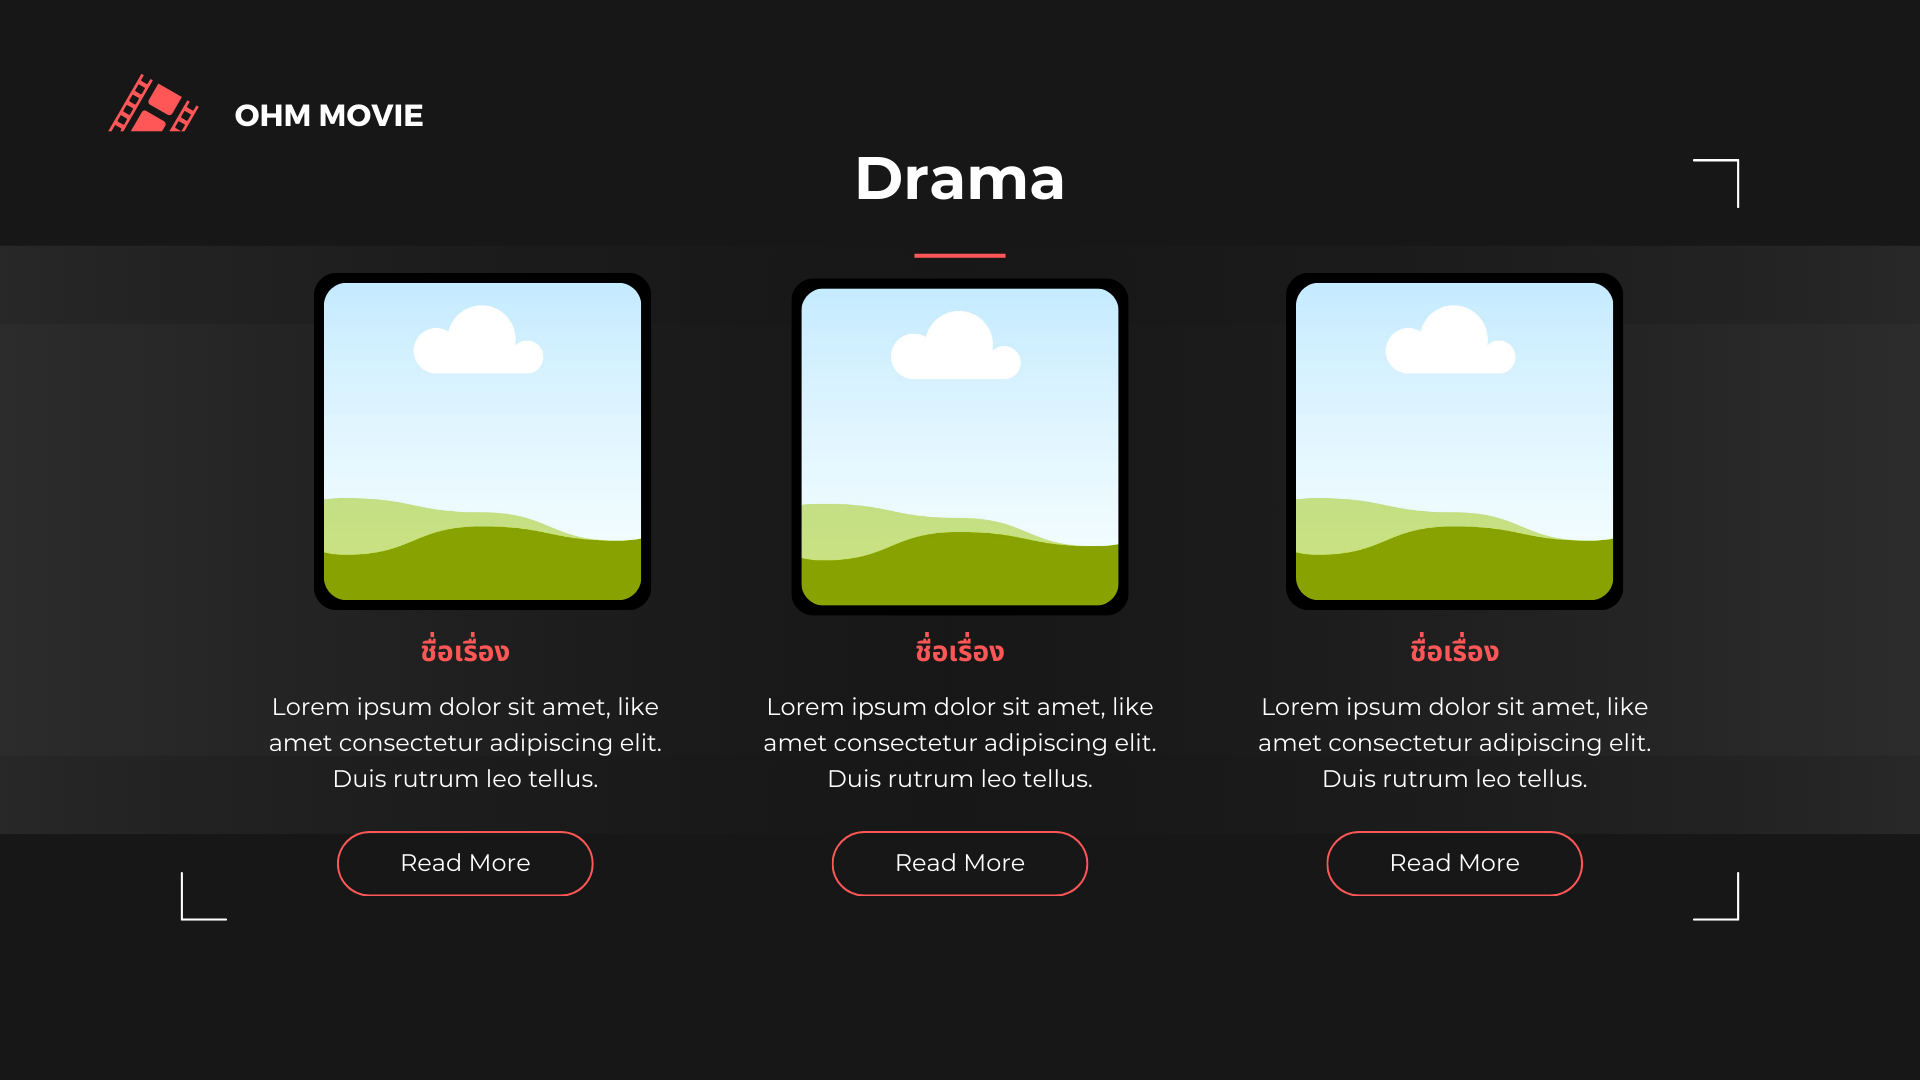 OHM MOVIE
Drama
ชื่อเรื่อง
Lorem ipsum dolor sit amet, like
amet consectetur adipiscing elit.
Duis rutrum leo tellus.
Read More
ชื่อเรื่อง
Lorem ipsum dolor sit amet, like
amet consectetur adipiscing elit.
Duis rutrum leo tellus.
Read More
ชื่อเรื่อง
Lorem ipsum dolor sit amet, like
amet consectetur adipiscing elit.
Duis rutrum leo tellus.
Read More